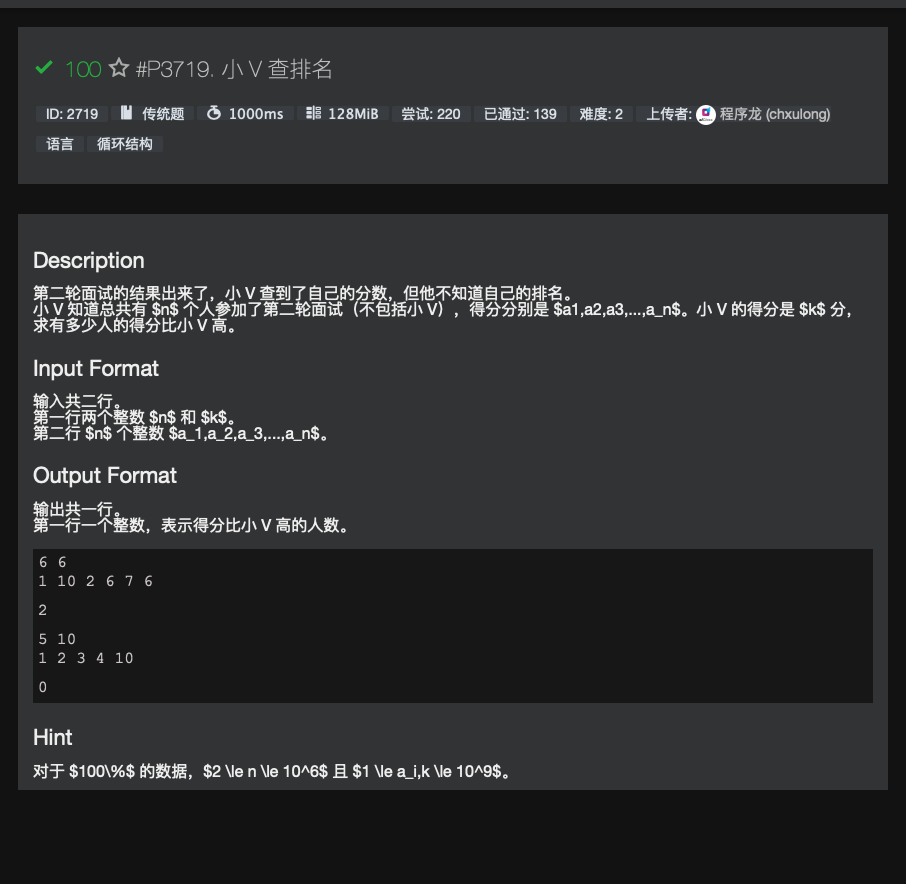 100 #P3719. 小 V 查排名
ID: 2719 传统题 1000ms 128MiB 尝试: 220 已通过: 139 难度: 2 上传者: 程序龙 (chxulong)
语言 循环结构
Description
第二轮面试的结果出来了，小 V 查到了自己的分数，但他不知道自己的排名。
小 V 知道总共有 $n$ 个人参加了第二轮面试（不包括小 V），得分分别是 $a1,a2,a3,...,a_n$。小 V 的得分是 $k$ 分，
求有多少人的得分比小 V 高。
Input Format
输入共二行。
第一行两个整数 $n$ 和 $k$。
第二行 $n$ 个整数 $a_1,a_2,a_3,...,a_n$。
Output Format
输出共一行。
第一行一个整数，表示得分比小 V 高的人数。
6 6
1 10 2 6 7 6
2
5 10
1 2 3 4 10
0
Hint
对于 $100\%$ 的数据，$2 \le n \le 10^6$ 且 $1 \le a_i,k \le 10^9$。